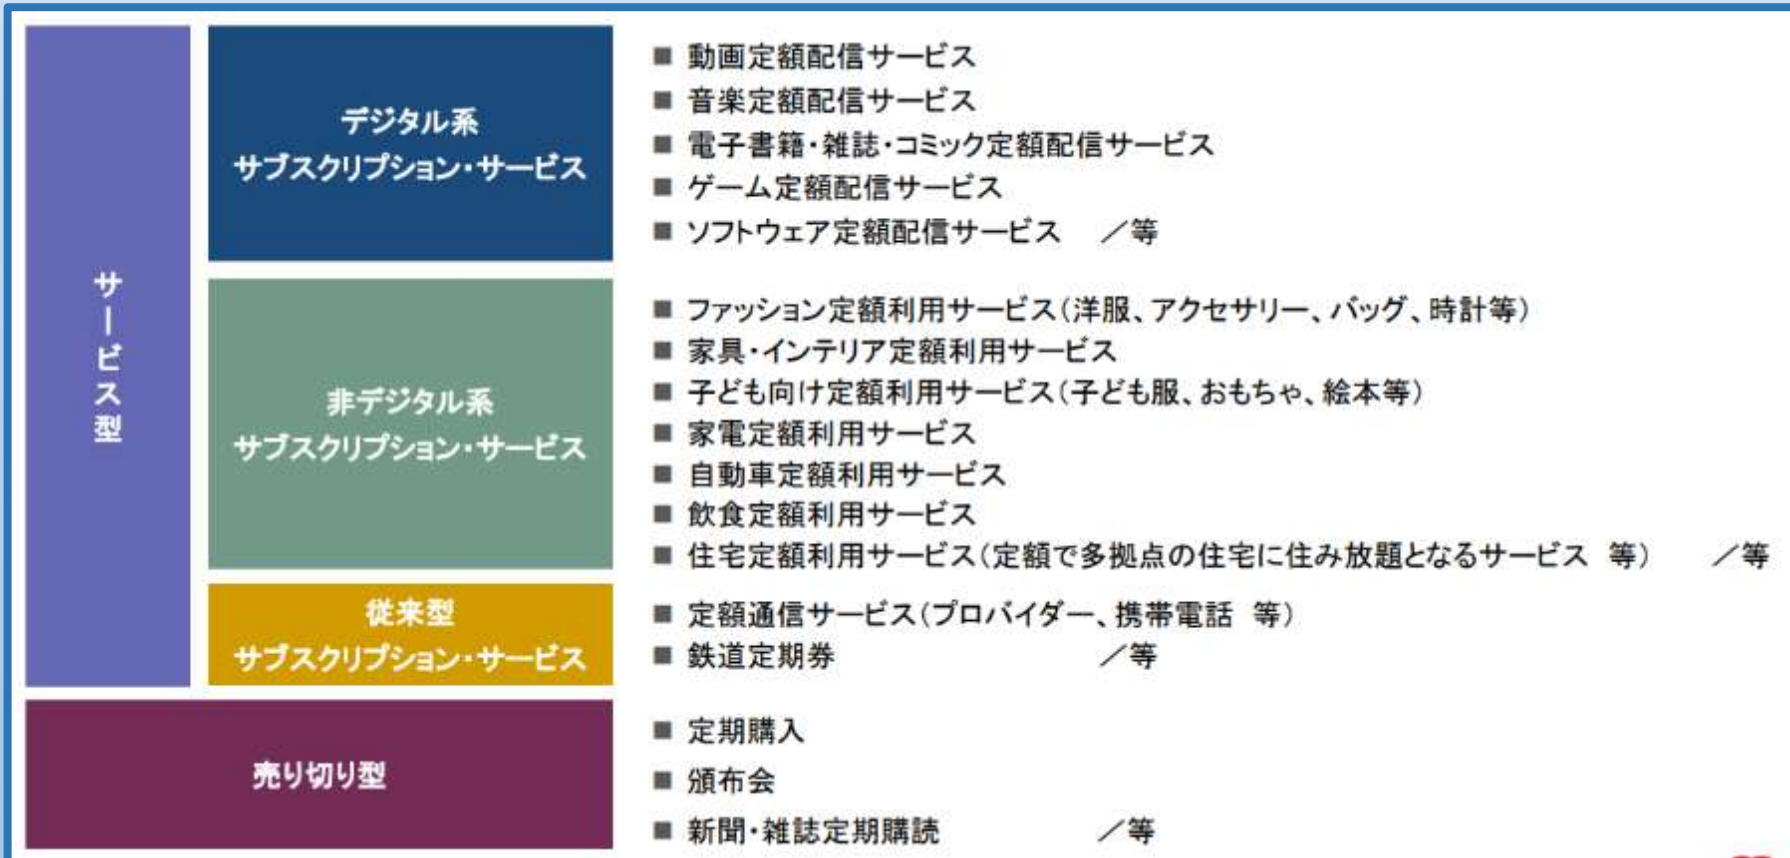 サービス型
デジタル系
サブスクリプション・サービス
■ 動画定額配信サービス
■ 音楽定額配信サービス
■ 電子書籍・雑誌・コミック定額配信サービス
■ ゲーム定額配信サービス
■ ソフトウェア定額配信サービス ／等
非デジタル系
サブスクリプション・サービス
■ ファッション定額利用サービス（洋服、アクセサリー、バッグ、時計等）
■ 家具・インテリア定額利用サービス
■ 子ども向け定額利用サービス（子ども服、おもちゃ、絵本等）
■ 家電定額利用サービス
■ 自動車定額利用サービス
■ 飲食定額利用サービス
■ 住宅定額利用サービス（定額で多拠点の住宅に住み放題となるサービス 等） ／等
従来型
サブスクリプション・サービス
■ 定額通信サービス（プロバイダー、携帯電話 等）
■ 鉄道定期券 ／等
売り切り型
■ 定期購入
■ 頒布会
■ 新聞・雑誌定期購読 ／等